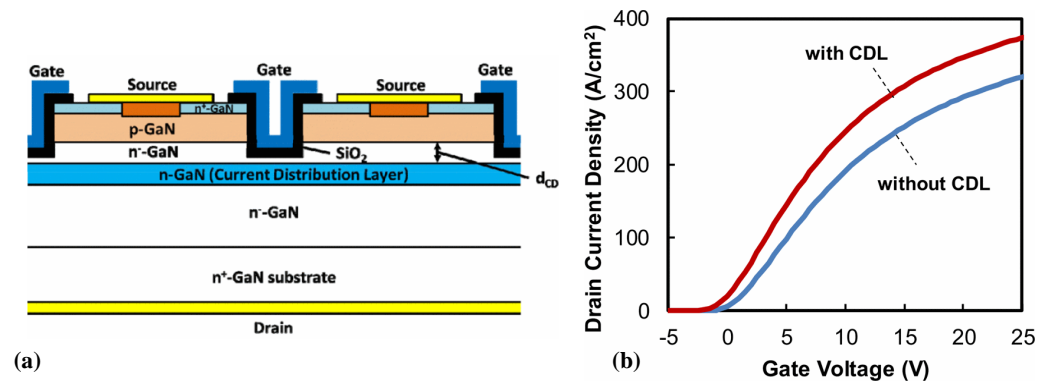 Gate
Gate
Gate
Source
Source
n⁺-GaN
p-GaN
n⁻-GaN
SiO₂
n-GaN (Current Distribution Layer)
d_CD
n⁻-GaN
n⁺-GaN substrate
Drain
(a)
Drain Current Density (A/cm²)
400
300
200
100
0
with CDL
without CDL
-5
0
5
10
15
20
25
Gate Voltage (V)
(b)